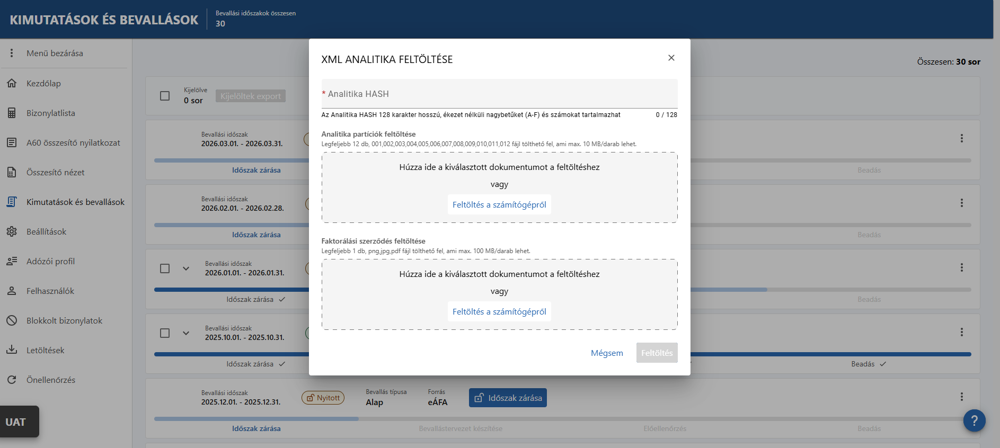 KIMUTATÁSOK ÉS BEVALLÁSOK
Bevallási időszakok összesen
30
Menü bezárása
Kezdőlap
Bizonylatlista
A60 összesítő nyilatkozat
Összesítő nézet
Kimutatások és bevallások
Beállítások
Adózói profil
Felhasználók
Blokkolt bizonylatok
Letöltések
Önellenőrzés
UAT
Összesen: 30 sor
Kijelölve
0 sor
Kijelöltek export
Bevallási időszak
2026.03.01. - 2026.03.31.
Időszak zárása
Beadás
Bevallási időszak
2026.02.01. - 2026.02.28.
Időszak zárása
Beadás
Bevallási időszak
2026.01.01. - 2026.01.31.
Időszak zárása
Beadás
Bevallási időszak
2025.10.01. - 2025.10.31.
Időszak zárása
Beadás
Bevallási időszak
2025.12.01. - 2025.12.31.
Nyitott
Bevallás típusa
Alap
Forrás
eÁFA
Időszak zárása
Időszak zárása
Bevallástervezet készítése
Előellenőrzés
Beadás
?
XML ANALITIKA FELTÖLTÉSE
* Analitika HASH
Az Analitika HASH 128 karakter hosszú, ékezet nélküli nagybetűket (A-F) és számokat tartalmazhat
0 / 128
Analitika partíciók feltöltése
Legfeljebb 12 db, 001,002,003,004,005,006,007,008,009,010,011,012 fájl tölthető fel, ami max. 10 MB/darab lehet.
Húzza ide a kiválasztott dokumentumot a feltöltéshez
vagy
Feltöltés a számítógépről
Faktorálási szerződés feltöltése
Legfeljebb 1 db, png,jpg,pdf fájl tölthető fel, ami max. 100 MB/darab lehet.
Húzza ide a kiválasztott dokumentumot a feltöltéshez
vagy
Feltöltés a számítógépről
Mégsem
Feltöltés